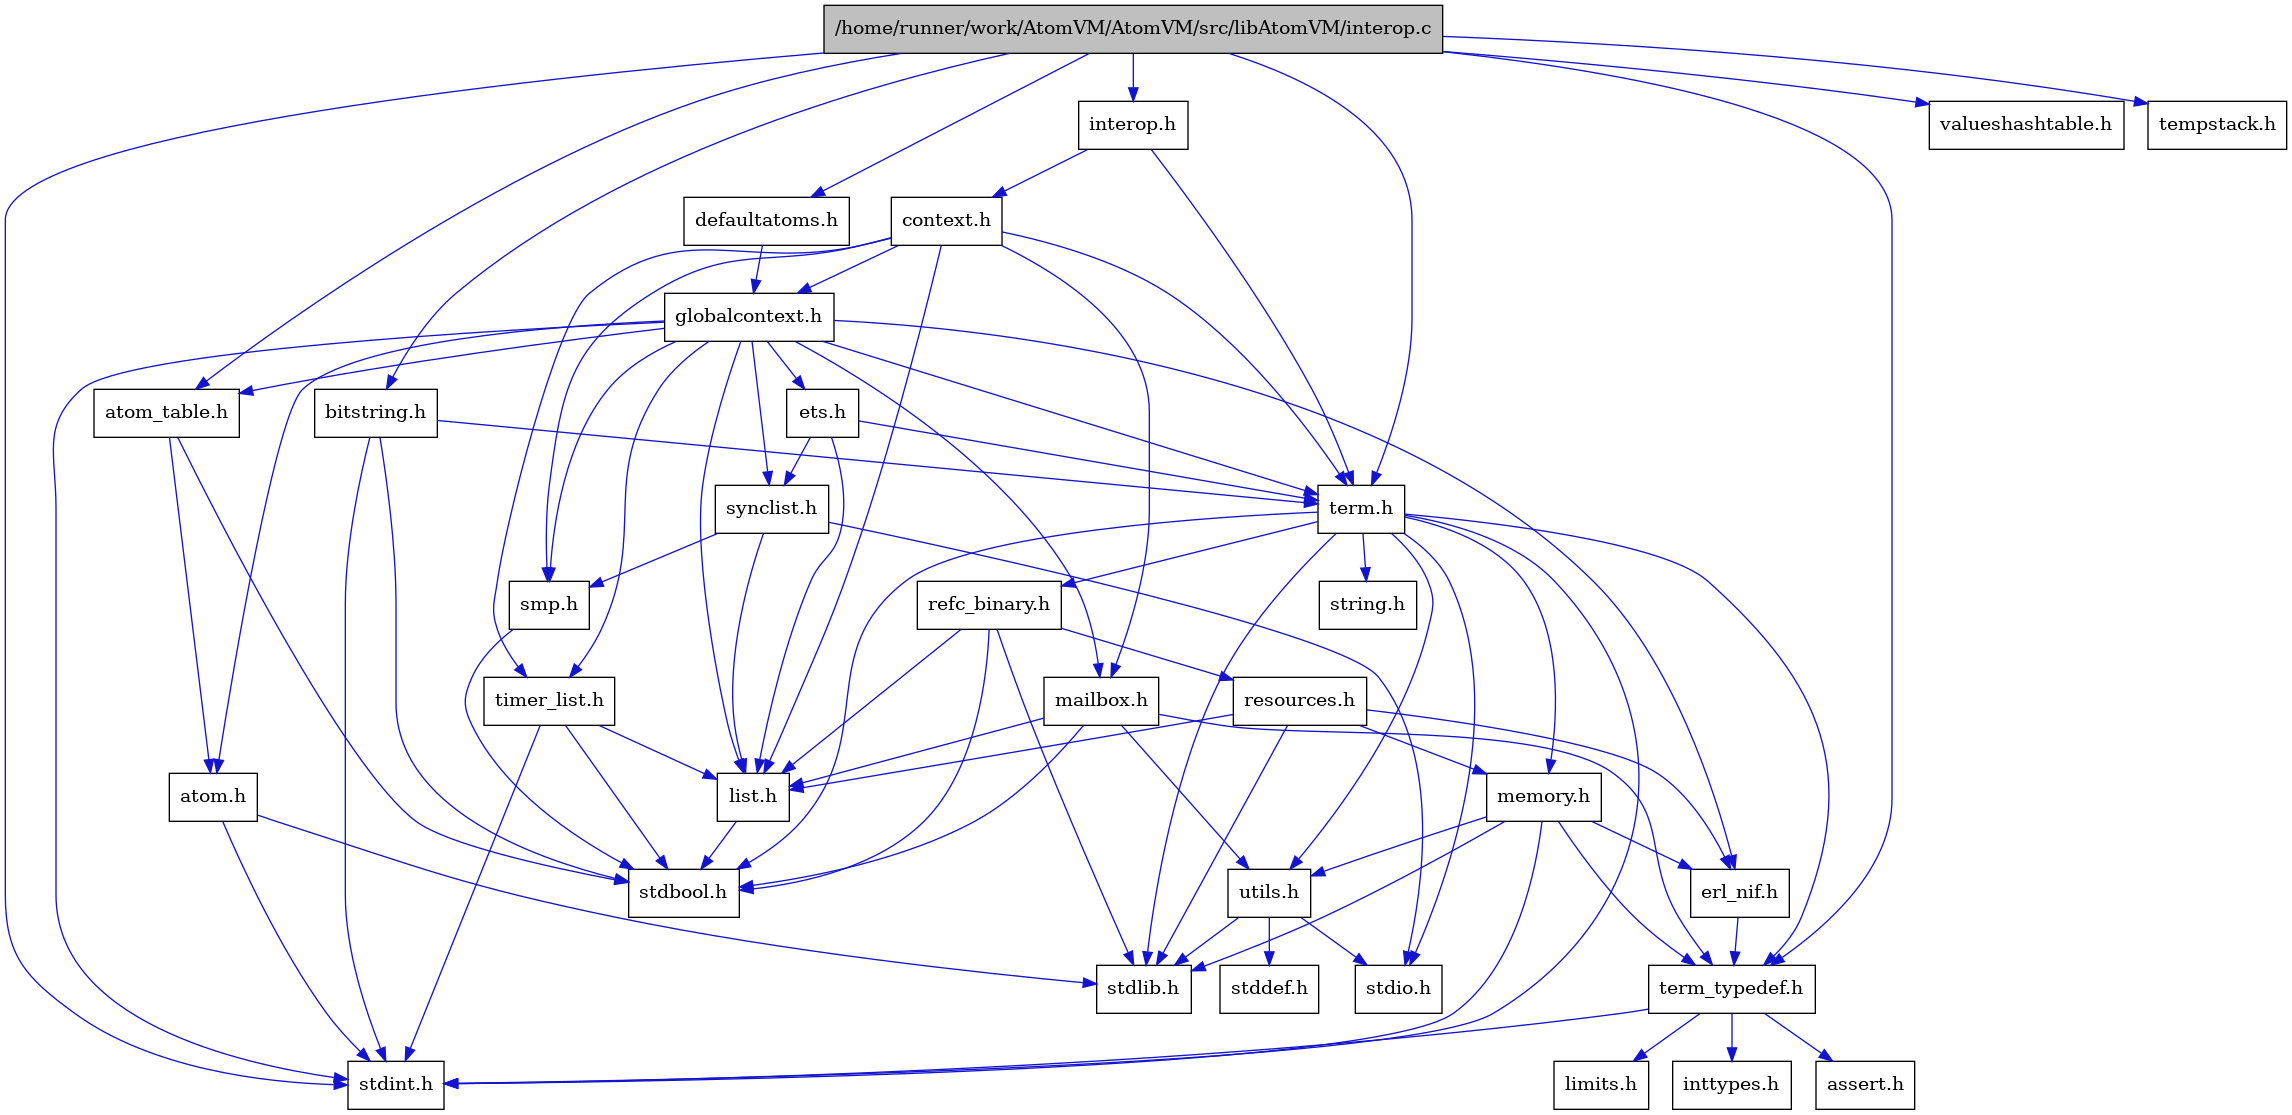 /home/runner/work/AtomVM/AtomVM/src/libAtomVM/interop.c
interop.h
valueshashtable.h
tempstack.h
defaultatoms.h
context.h
globalcontext.h
atom_table.h
bitstring.h
ets.h
synclist.h
term.h
smp.h
refc_binary.h
string.h
timer_list.h
mailbox.h
resources.h
atom.h
list.h
memory.h
stdbool.h
utils.h
erl_nif.h
stdlib.h
stddef.h
stdio.h
term_typedef.h
stdint.h
limits.h
inttypes.h
assert.h